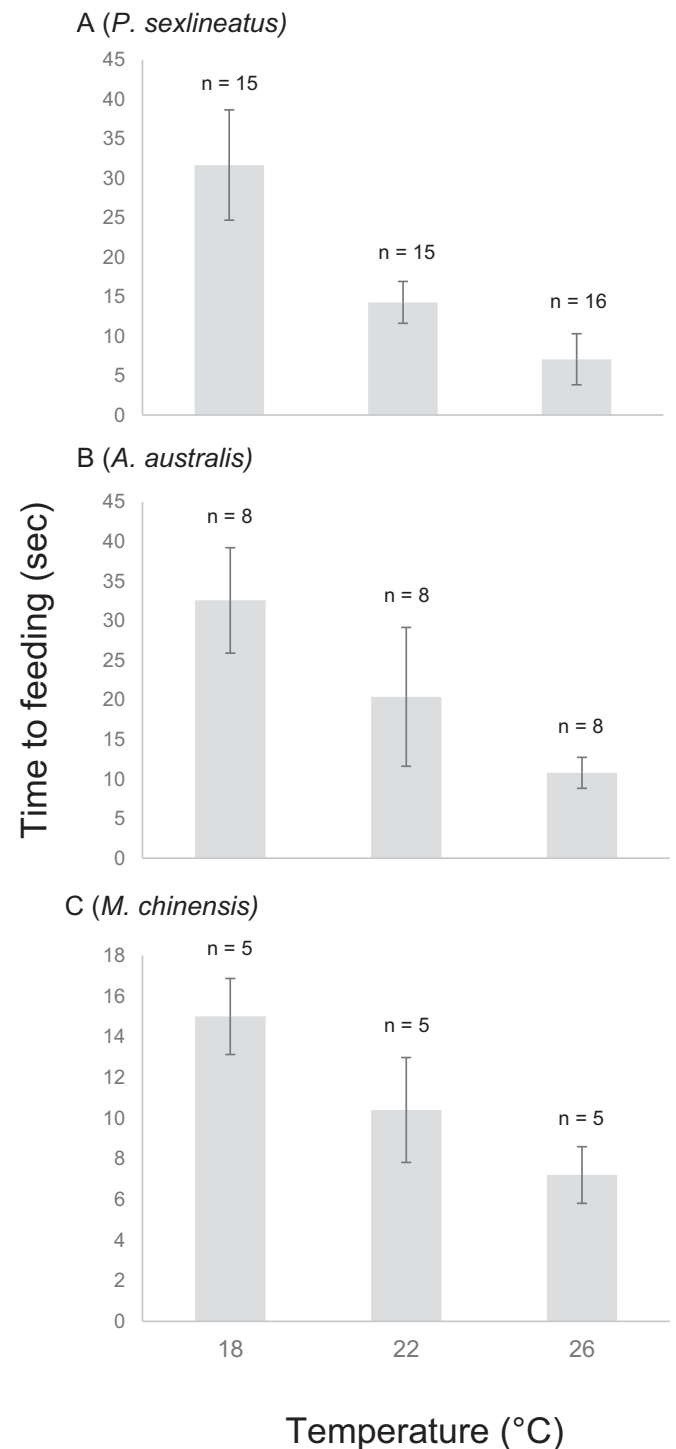 A (P. sexlineatus)
45
40
35
30
25
20
15
10
5
0
n = 15
n = 15
n = 16
B (A. australis)
45
40
35
30
25
20
15
10
5
0
n = 8
n = 8
n = 8
Time to feeding (sec)
C (M. chinensis)
18
16
14
12
10
8
6
4
2
0
n = 5
n = 5
n = 5
18 22 26
Temperature (°C)